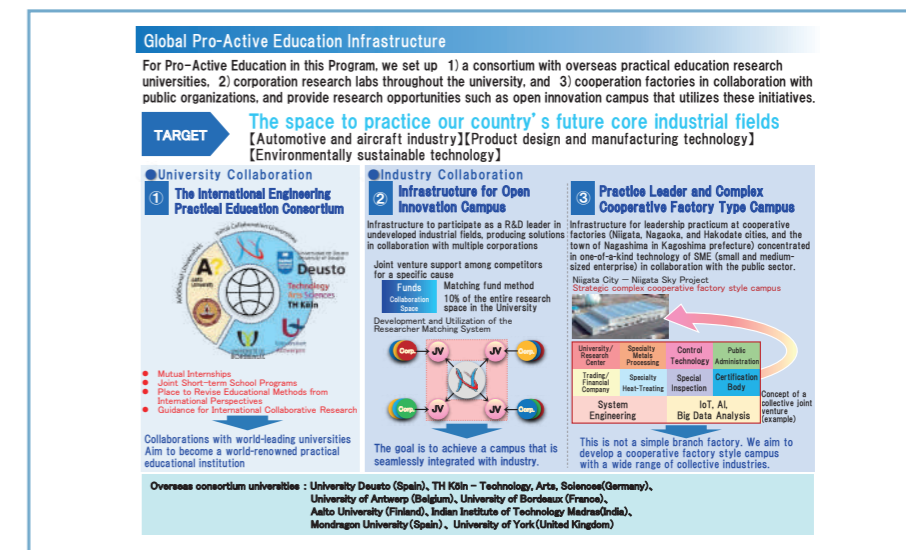 Global Pro-Active Education Infrastructure
For Pro-Active Education in this Program, we set up 1) a consortium with overseas practical education research
universities, 2) corporation research labs throughout the university, and 3) cooperation factories in collaboration with
public organizations, and provide research opportunities such as open innovation campus that utilizes these initiatives.
TARGET
The space to practice our country's future core industrial fields
【Automotive and aircraft industry】【Product design and manufacturing technology】
【Environmentally sustainable technology】
●University Collaboration
① The International Engineering
Practical Education Consortium
Additional Universities
Initial Collaboration Universities
A?
Aalto
University
Deusto
Technology
Arts Sciences
TH Köln
● Mutual Internships
● Joint Short-term School Programs
● Place to Revise Educational Methods from
International Perspectives
● Guidance for International Collaborative Research
Collaborations with world-leading universities
Aim to become a world-renowned practical
educational institution
●Industry Collaboration
② Infrastructure for Open
Innovation Campus
Infrastructure to participate as a R&D leader in
undeveloped industrial fields, producing solutions
in collaboration with multiple corporations
Joint venture support among competitors
for a specific cause
Funds
Collaboration
Space
Matching fund method
10% of the entire research
space in the University
Development and Utilization of the
Researcher Matching System
Corp. JV JV Corp.
Corp. JV JV Corp.
The goal is to achieve a campus that is
seamlessly integrated with industry.
③ Practice Leader and Complex
Cooperative Factory Type Campus
Infrastructure for leadership practicum at cooperative
factories (Niigata, Nagaoka, and Hakodate cities, and the
town of Nagashima in Kagoshima prefecture) concentrated
in one-of-a-kind technology of SME (small and medium-
sized enterprise) in collaboration with the public sector.
Niigata City － Niigata Sky Project
Strategic complex cooperative factory style campus
University/
Research
Center
Specialty
Metals
Processing
Control
Technology
Public
Administration
Trading/
Financial
Company
Specialty
Heat-Treating
Special
Inspection
Certification
Body
System
Engineering
IoT, AI,
Big Data Analysis
Concept of a
collective joint
venture
(example)
This is not a simple branch factory. We aim to
develop a cooperative factory style campus
with a wide range of collective industries.
Overseas consortium universities : University Deusto (Spain)、TH Köln - Technology, Arts, Sciences(Germany)、
University of Antwerp (Belgium)、University of Bordeaux (France)、
Aalto University (Finland)、Indian Institute of Technology Madras(India)、
Mondragon University(Spain)、University of York(United Kingdom)